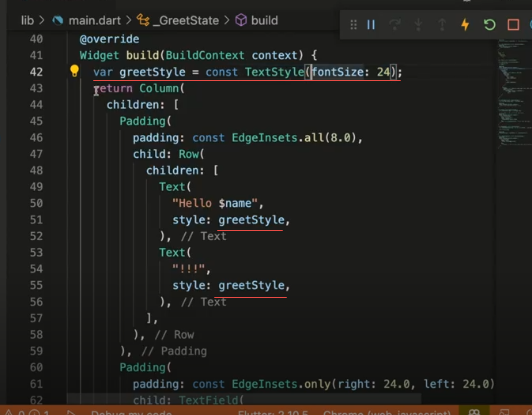 lib > main.dart > _GreetState > build
40 @override
41 Widget build(BuildContext context) {
42 var greetStyle = const TextStyle(fontSize: 24);
43 return Column(
44 children: [
45 Padding(
46 padding: const EdgeInsets.all(8.0),
47 child: Row(
48 children: [
49 Text(
50 "Hello $name",
51 style: greetStyle,
52 ), // Text
53 Text(
54 "!!!",
55 style: greetStyle,
56 ), // Text
57 ],
58 ), // Row
59 ), // Padding
60 Padding(
61 padding: const EdgeInsets.only(right: 24.0, left: 24.0)
62 child: TextField(
0 1 Debug my code Flutter: 2.10.5 Chrome (web-javascript)